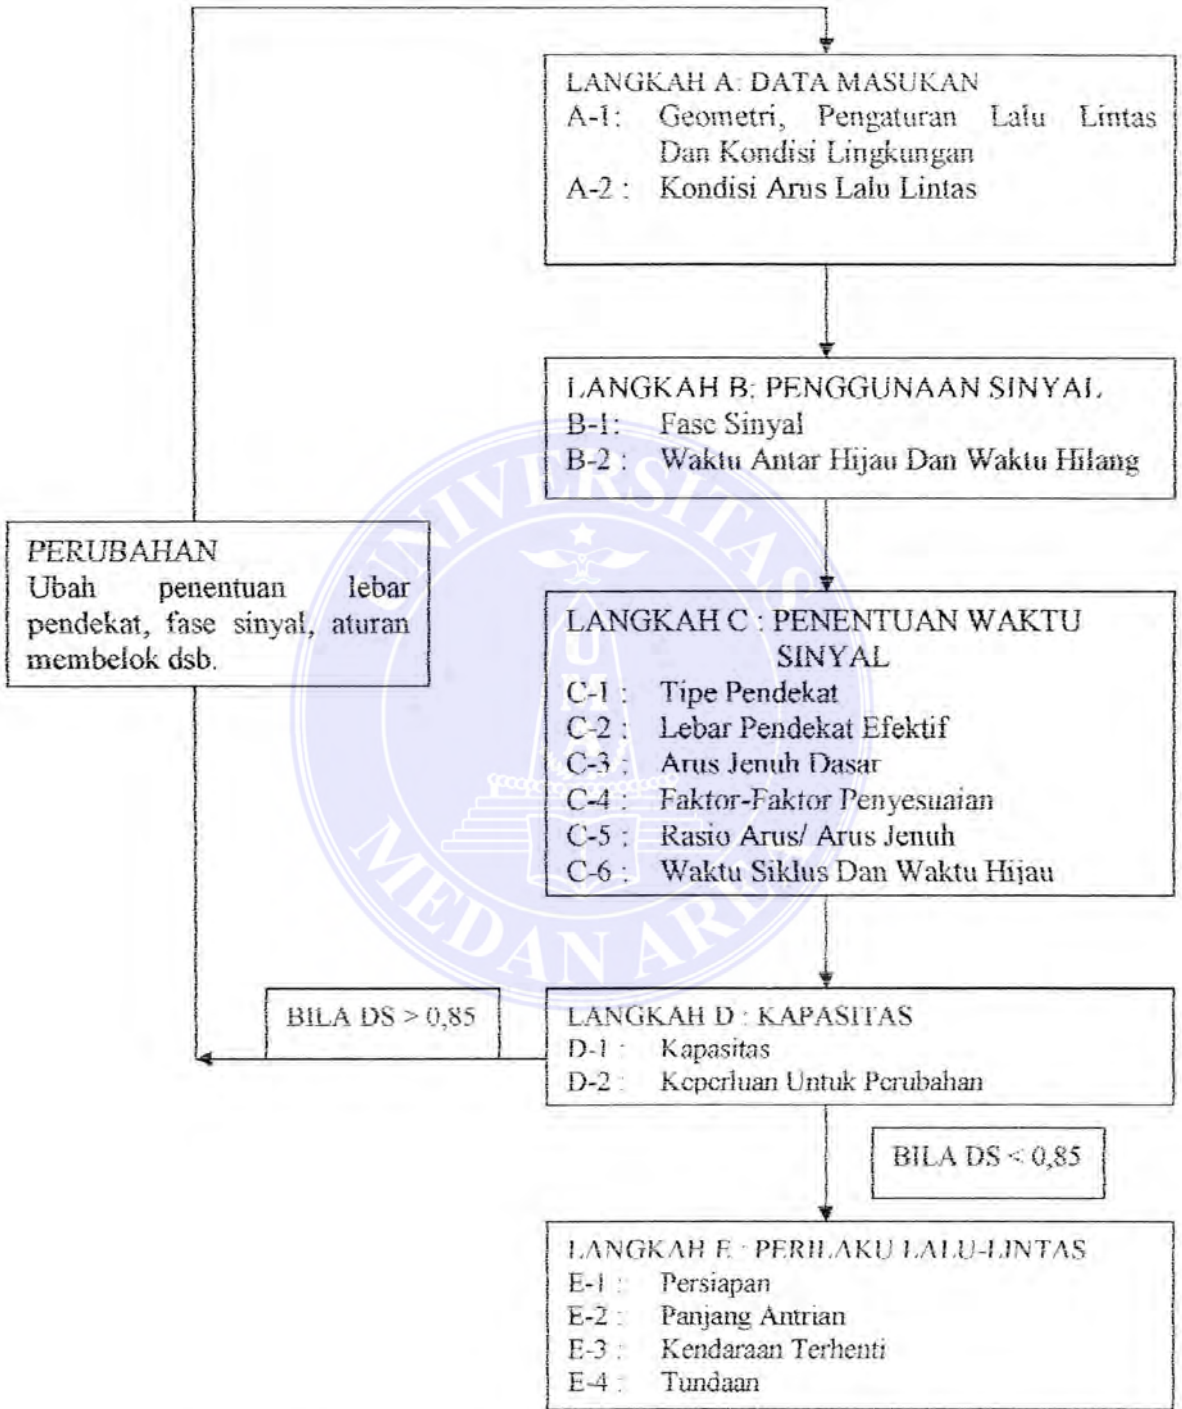 LANGKAH A: DATA MASUKAN
A-1: Geometri, Pengaturan Lalu Lintas
Dan Kondisi Lingkungan
A-2 : Kondisi Arus Lalu Lintas
LANGKAH B: PENGGUNAAN SINYAL
B-1: Fase Sinyal
B-2 : Waktu Antar Hijau Dan Waktu Hilang
PERUBAHAN
Ubah penentuan lebar
pendekat, fase sinyal, aturan
membelok dsb.
LANGKAH C : PENENTUAN WAKTU
SINYAL
C-1 : Tipe Pendekat
C-2 : Lebar Pendekat Efektif
C-3 : Arus Jenuh Dasar
C-4 : Faktor-Faktor Penyesuaian
C-5 : Rasio Arus/ Arus Jenuh
C-6 : Waktu Siklus Dan Waktu Hijau
BILA DS > 0,85
LANGKAH D : KAPASITAS
D-1 : Kapasitas
D-2 : Keperluan Untuk Perubahan
BILA DS < 0,85
LANGKAH E : PERILAKU LALU-LINTAS
E-1 : Persiapan
E-2 : Panjang Antrian
E-3 : Kendaraan Terhenti
E-4 : Tundaan
UNIVERSITAS
UMA
MEDAN AREA